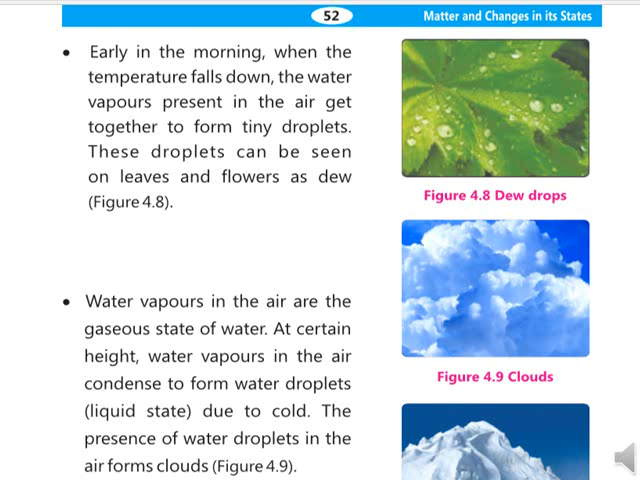 52
Matter and Changes in its States
• Early in the morning, when the
temperature falls down, the water
vapours present in the air get
together to form tiny droplets.
These droplets can be seen
on leaves and flowers as dew
(Figure 4.8).
Figure 4.8 Dew drops
• Water vapours in the air are the
gaseous state of water. At certain
height, water vapours in the air
condense to form water droplets
(liquid state) due to cold. The
presence of water droplets in the
air forms clouds (Figure 4.9).
Figure 4.9 Clouds